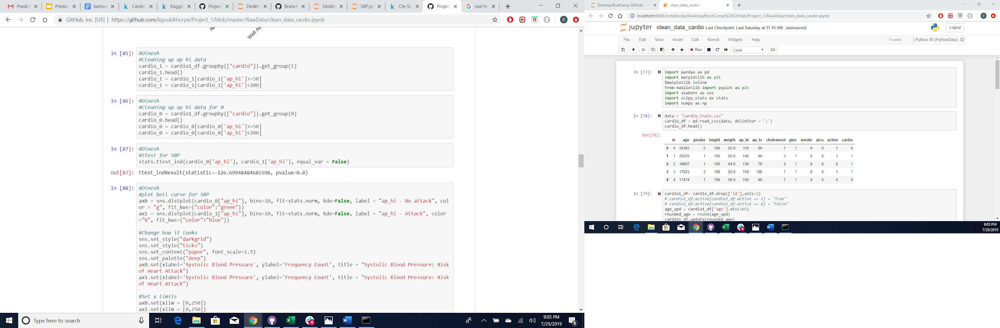 Predict
Predict
lastrow
Cardio
Kaggle
Project
Deskto
Branch
Deskto
SBP.pn
Chi-Sq
Project
real he
GitHub, Inc. [US] | https://github.com/kgouldthorpe/Project_1/blob/master/RawData/clean_data_cardio.ipynb
D
In [85]:
#Dinesh
#Cleaning up ap hi data
cardio_1 = cardio1_df.groupby(["cardio"]).get_group(1)
cardio_1.head()
cardio_1 = cardio_1[cardio_1['ap_hi']>=50]
cardio_1 = cardio_1[cardio_1['ap_hi']<200]
In [86]:
#Dinesh
#Cleaning up ap hi data for 0
cardio_0 = cardio1_df.groupby(["cardio"]).get_group(0)
cardio_0.head()
cardio_0 = cardio_0[cardio_0['ap_hi']>=50]
cardio_0 = cardio_0[cardio_0['ap_hi']<200]
In [87]:
#Dinesh
#ttest for SBP
stats.ttest_ind(cardio_0['ap_hi'], cardio_1['ap_hi'], equal_var = False)
Out[87]: Ttest_indResult(statistic=-126.69948484685598, pvalue=0.0)
In [88]:
#Dinesh
#plot bell curve for SBP
ax0 = sns.distplot(cardio_0["ap_hi"], bins=10, fit=stats.norm, kde=False, label = "ap_hi - No attack", col
or = "g", fit_kws={"color":"green"})
ax1 = sns.distplot(cardio_1["ap_hi"], bins=10, fit=stats.norm, kde=False, label = "ap_hi - Attack", color
="b", fit_kws={"color":"blue"})
#Change how it looks
sns.set_style("darkgrid")
sns.set_style("ticks")
sns.set_context("paper", font_scale=1.5)
sns.set_palette("deep")
ax0.set(xlabel='Systolic Blood Pressure', ylabel='Frequency Count', title = "Systolic Blood Pressure: Risk
of Heart Attack")
ax1.set(xlabel='Systolic Blood Pressure', ylabel='Frequency Count', title = "Systolic Blood Pressure: Risk
of Heart Attack")
#Set x limits
ax0.set(xlim = [0,250])
ax1.set(xlim = [0,250])
Type here to search
4
9:05 PM
7/29/2019
8
Desktop/BootCamp GitHub/
clean_data_cardio
localhost:8888/notebooks/Desktop/BootCamp%20GitHub/Project_1/RawData/clean_data_cardio.ipynb
D
jupyter clean_data_cardio Last Checkpoint: Last Saturday at 11:16 AM (autosaved)
Logout
File Edit View Insert Cell Kernel Widgets Help
Trusted | Python 36 (PythonData)
Run
Code
In [77]:
import pandas as pd
import matplotlib as plt
%matplotlib inline
from matplotlib import pyplot as plt
import seaborn as sns
import scipy.stats as stats
import numpy as np
In [78]:
data = "cardio_train.csv"
cardio_df = pd.read_csv(data, delimiter = ';')
cardio_df.head()
Out[78]:
id age gender height weight ap_hi ap_lo cholesterol gluc smoke alco active cardio
0 0 18393 2 168 62.0 110 80 1 1 0 0 1 0
1 1 20228 1 156 85.0 140 90 3 1 0 0 1 1
2 2 18857 1 165 64.0 130 70 3 1 0 0 0 1
3 3 17623 2 169 82.0 150 100 1 1 0 0 1 1
4 4 17474 1 156 56.0 100 60 1 1 0 0 0 0
In [79]:
cardio1_df= cardio_df.drop(['id'],axis=1)
# cardio1_df.active[cardio1_df.active == 1] = "True"
# cardio1_df.active[cardio1_df.active == 0] = "False"
age_upd = cardio1_df['age'].div(365)
rounded_age = round(age_upd)
cardio1_df.update(rounded_age)
4
9:05 PM
7/29/2019